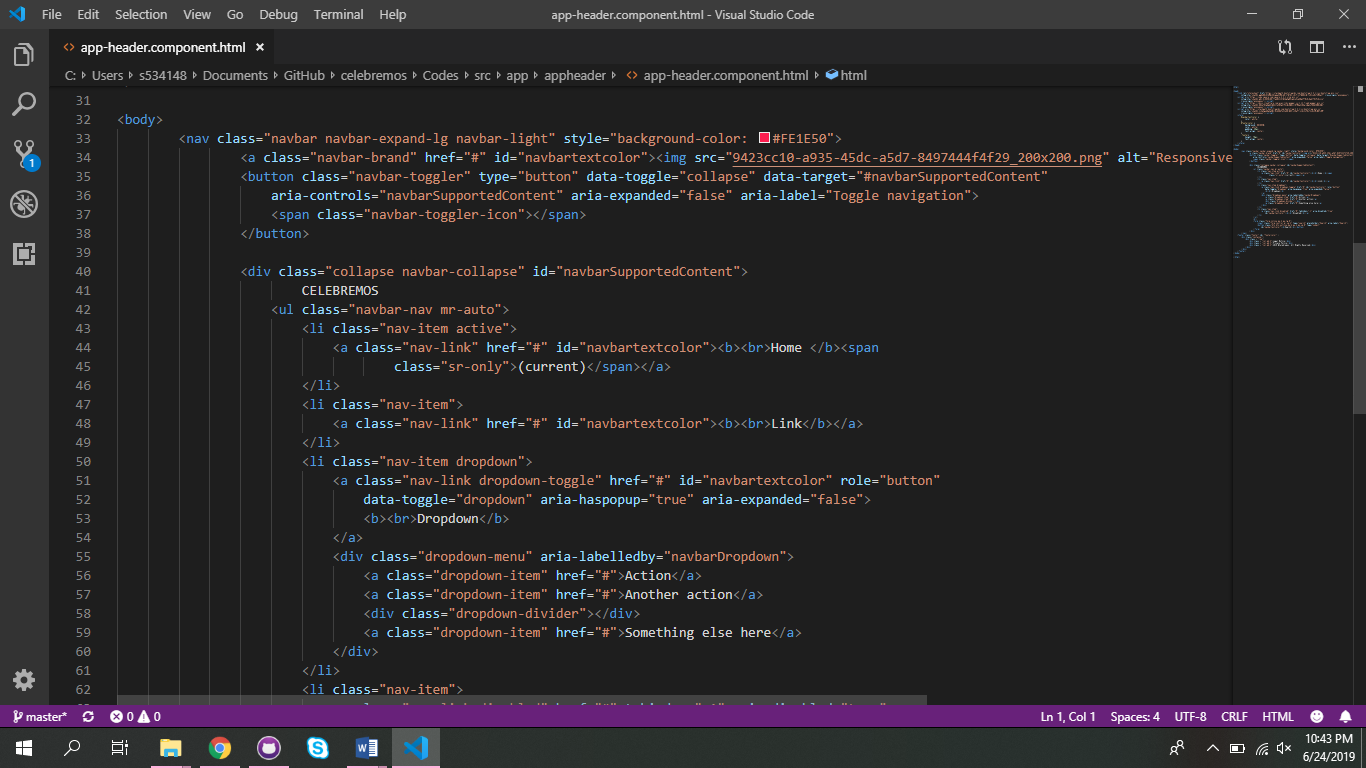 File Edit Selection View Go Debug Terminal Help app-header.component.html - Visual Studio Code
app-header.component.html
C: Users s534148 Documents GitHub celebremos Codes src app appheader app-header.component.html html
31
32 <body>
33 <nav class="navbar navbar-expand-lg navbar-light" style="background-color: #FE1E50">
34 <a class="navbar-brand" href="#" id="navbartextcolor"><img src="9423cc10-a935-45dc-a5d7-8497444f4f29_200x200.png" alt="Responsive
35 <button class="navbar-toggler" type="button" data-toggle="collapse" data-target="#navbarSupportedContent"
36 aria-controls="navbarSupportedContent" aria-expanded="false" aria-label="Toggle navigation">
37 <span class="navbar-toggler-icon"></span>
38 </button>
39
40 <div class="collapse navbar-collapse" id="navbarSupportedContent">
41 CELEBREMOS
42 <ul class="navbar-nav mr-auto">
43 <li class="nav-item active">
44 <a class="nav-link" href="#" id="navbartextcolor"><b><br>Home </b><span
45 class="sr-only">(current)</span></a>
46 </li>
47 <li class="nav-item">
48 <a class="nav-link" href="#" id="navbartextcolor"><b><br>Link</b></a>
49 </li>
50 <li class="nav-item dropdown">
51 <a class="nav-link dropdown-toggle" href="#" id="navbartextcolor" role="button"
52 data-toggle="dropdown" aria-haspopup="true" aria-expanded="false">
53 <b><br>Dropdown</b>
54 </a>
55 <div class="dropdown-menu" aria-labelledby="navbarDropdown">
56 <a class="dropdown-item" href="#">Action</a>
57 <a class="dropdown-item" href="#">Another action</a>
58 <div class="dropdown-divider"></div>
59 <a class="dropdown-item" href="#">Something else here</a>
60 </div>
61 </li>
62 <li class="nav-item">
1
master* 0 0 Ln 1, Col 1 Spaces: 4 UTF-8 CRLF HTML
10:43 PM
6/24/2019